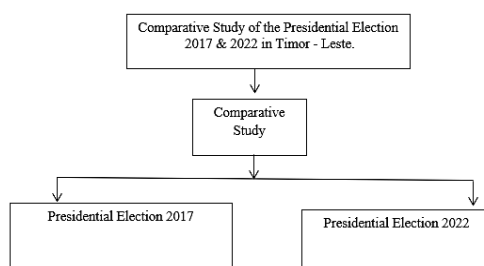 Comparative Study of the Presidential Election
2017 & 2022 in Timor - Leste.
Comparative
Study
Presidential Election 2017
Presidential Election 2022